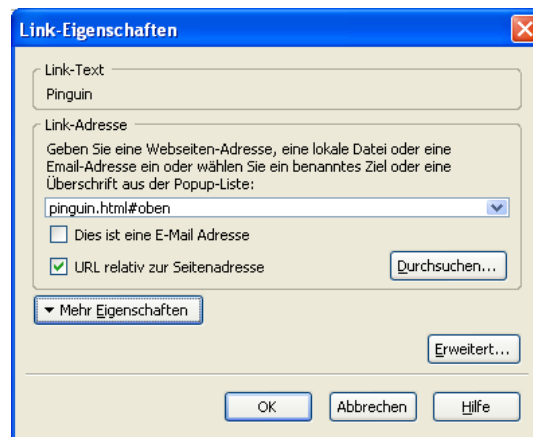 Link-Eigenschaften
Link-Text
Pinguin
Link-Adresse
Geben Sie eine Webseiten-Adresse, eine lokale Datei oder eine
Email-Adresse ein oder wählen Sie ein benanntes Ziel oder eine
Überschrift aus der Popup-Liste:
pinguin.html#oben
Dies ist eine E-Mail Adresse
URL relativ zur Seitenadresse
Durchsuchen...
Mehr Eigenschaften
Erweitert...
OK
Abbrechen
Hilfe